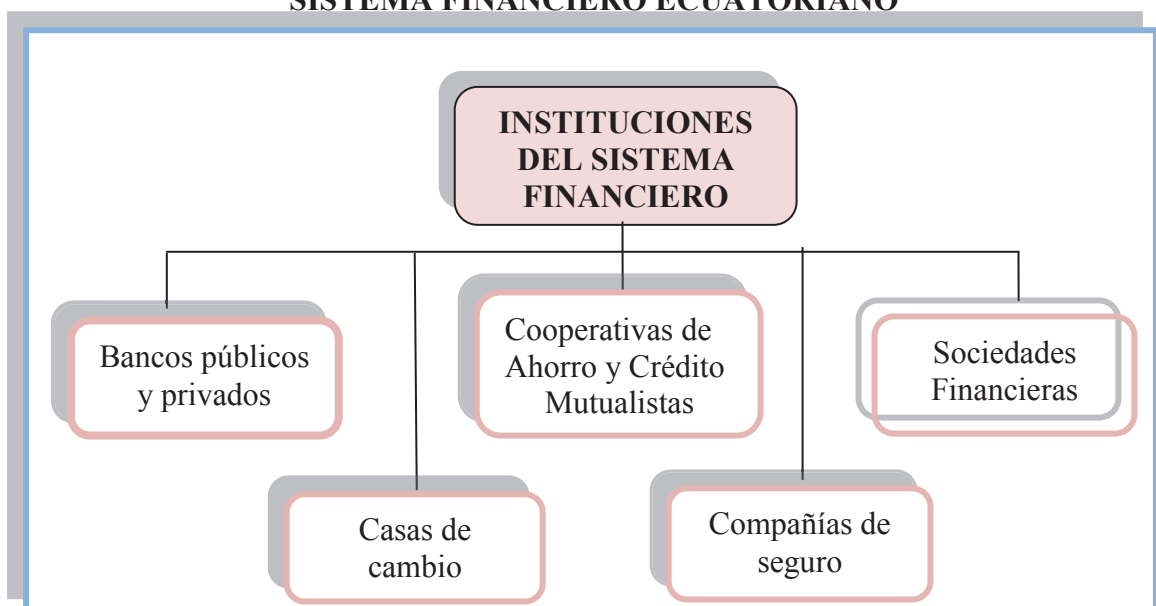 SISTEMA FINANCIERO ECUATORIANO
INSTITUCIONES
DEL SISTEMA
FINANCIERO
Bancos públicos
y privados
Cooperativas de
Ahorro y Crédito
Mutualistas
Sociedades
Financieras
Casas de
cambio
Compañías de
seguro